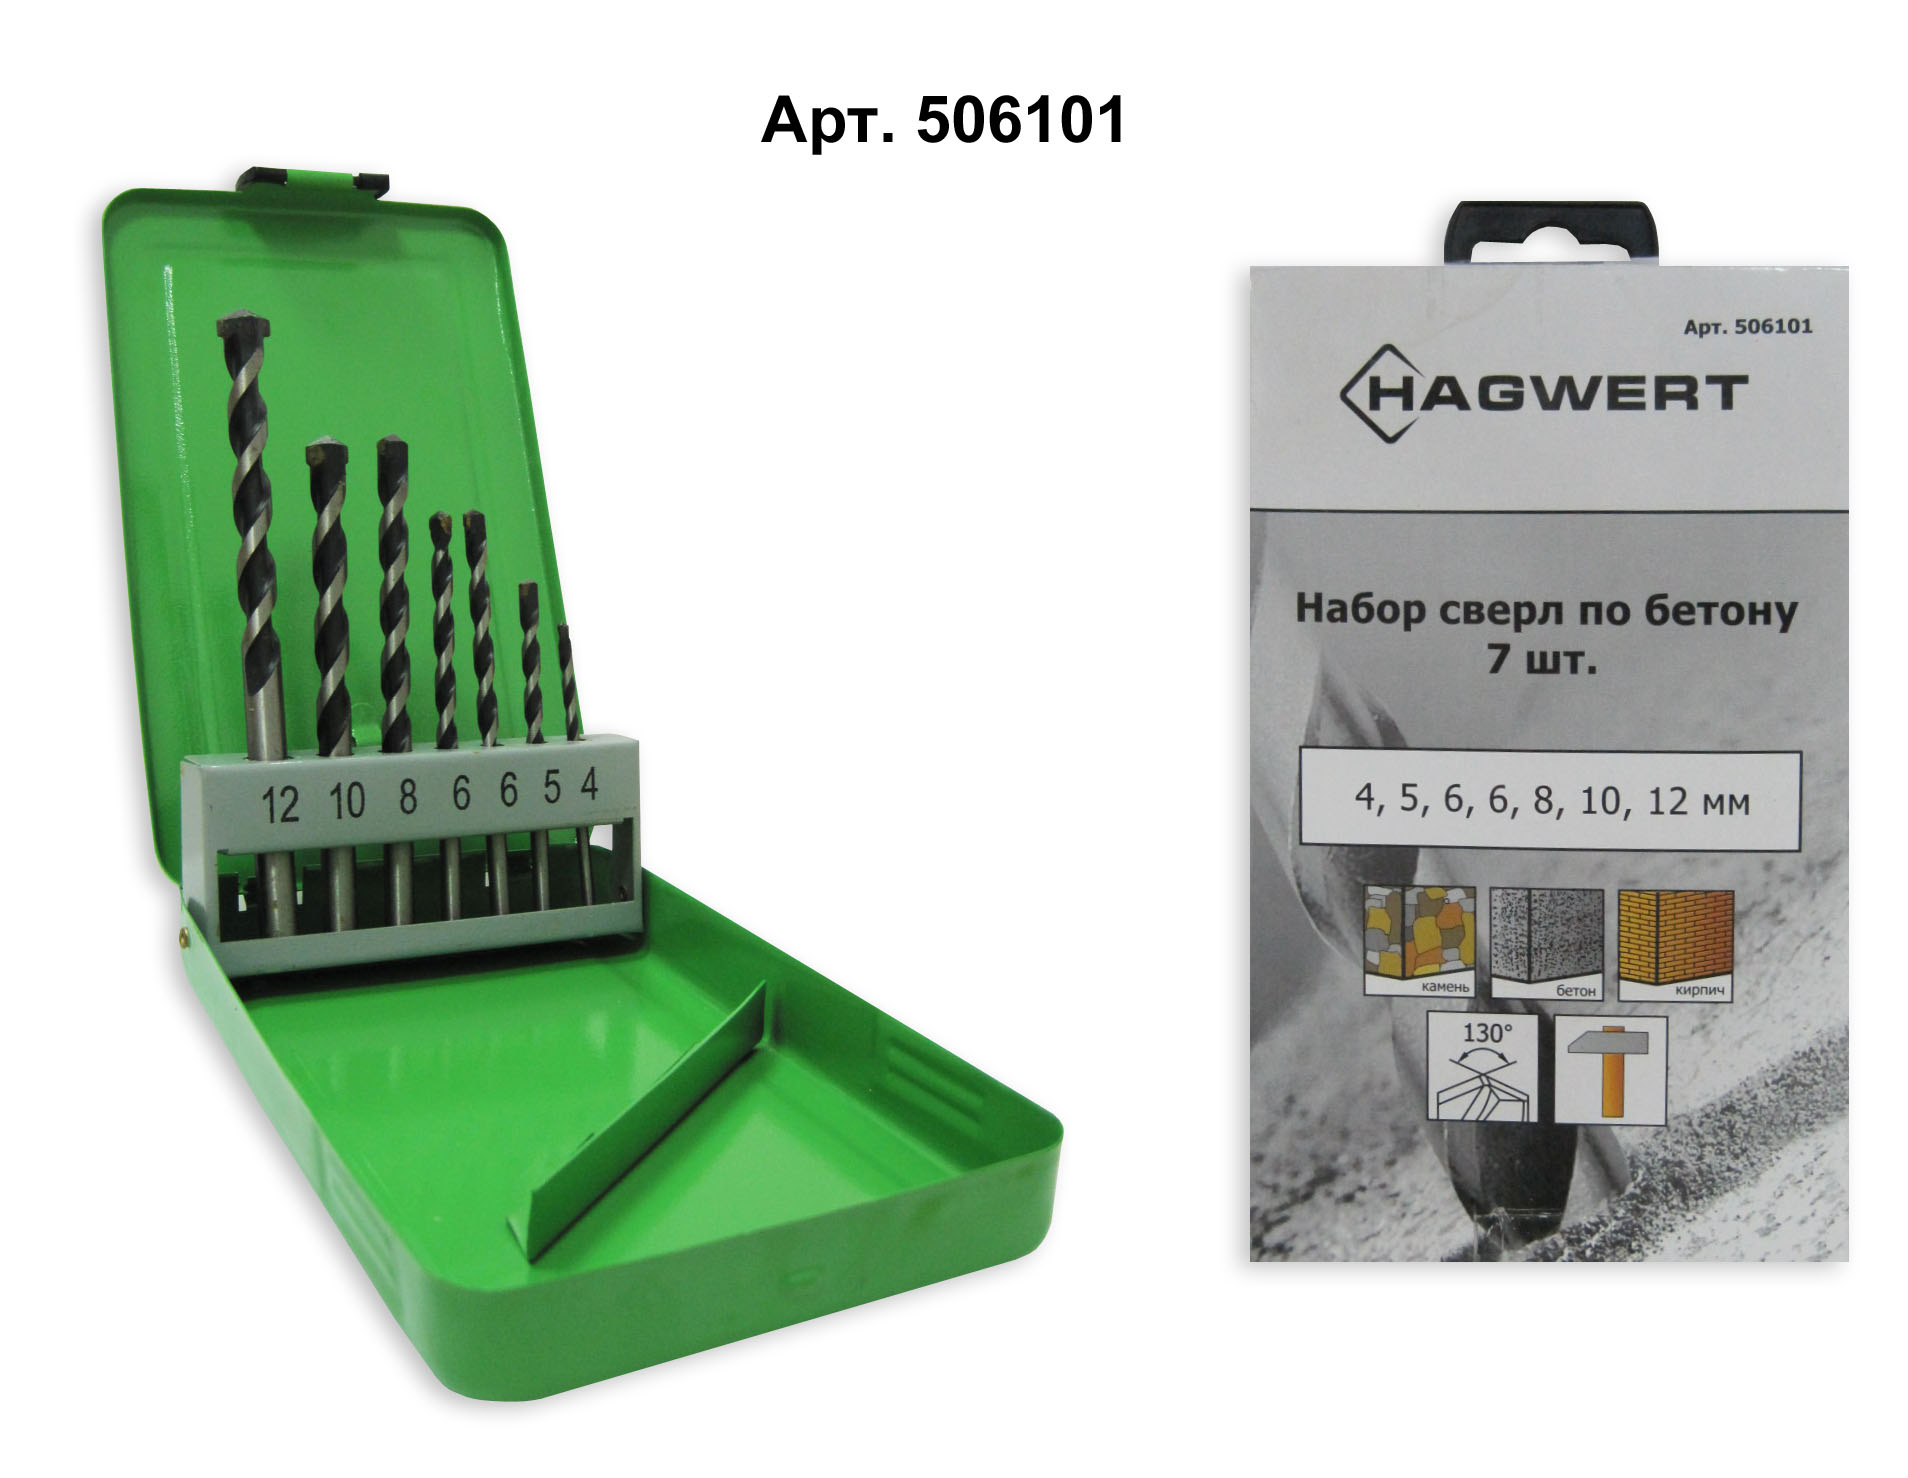 Арт. 506101
12 10 8 6 6 5 4
Арт. 506101
HAGWERT
Набор сверл по бетону
7 шт.
4, 5, 6, 6, 8, 10, 12 мм
камень
бетон
кирпич
130°